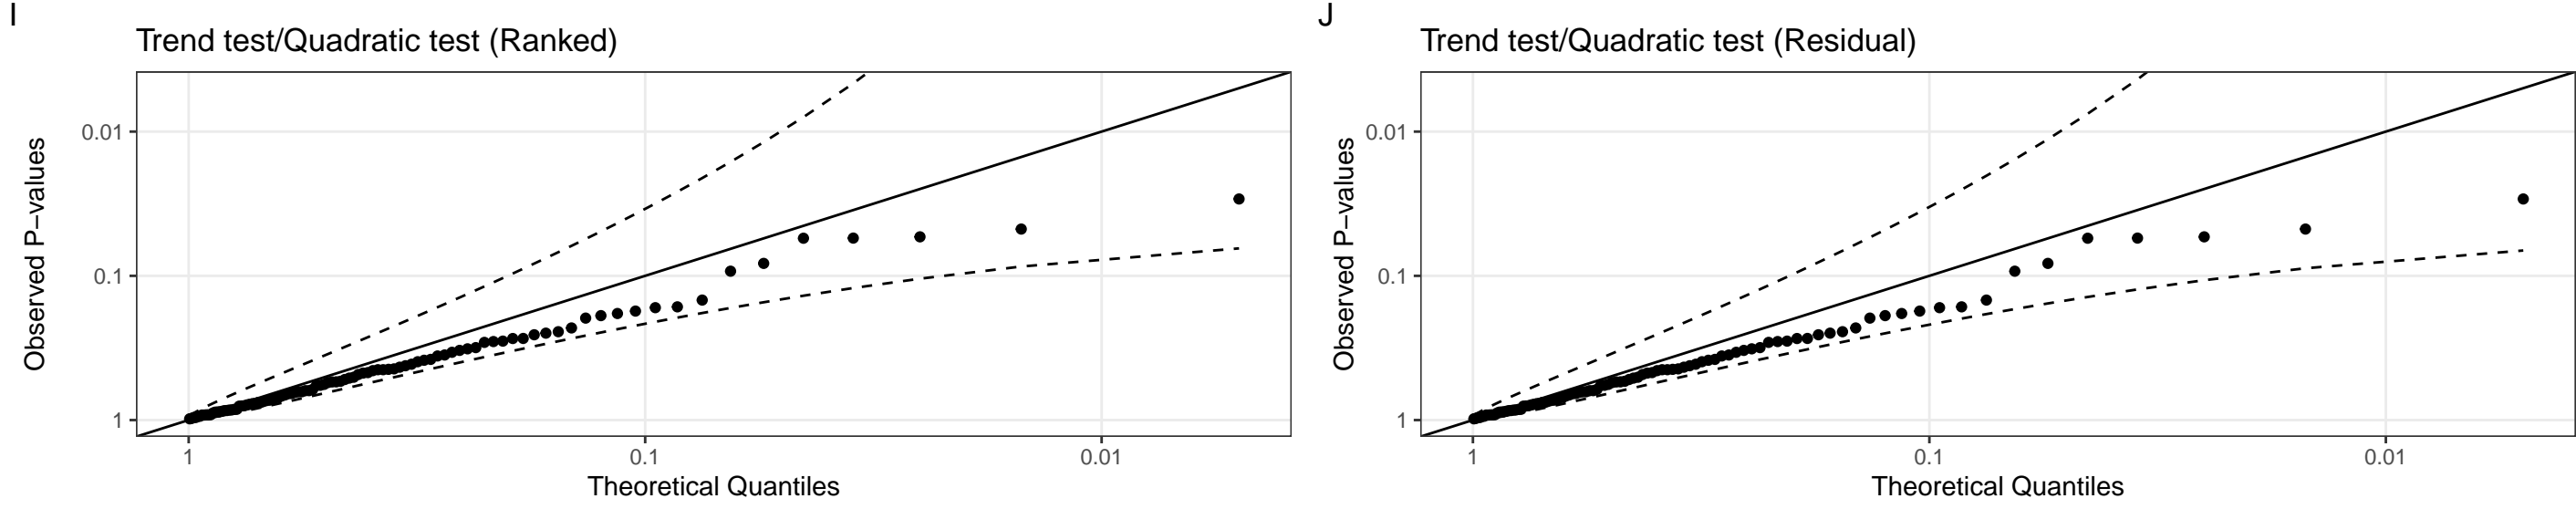 I
Trend test/Quadratic test (Ranked)
Observed P−values
0.01
0.1
1
1
0.1
0.01
Theoretical Quantiles
J
Trend test/Quadratic test (Residual)
Observed P−values
0.01
0.1
1
1
0.1
0.01
Theoretical Quantiles